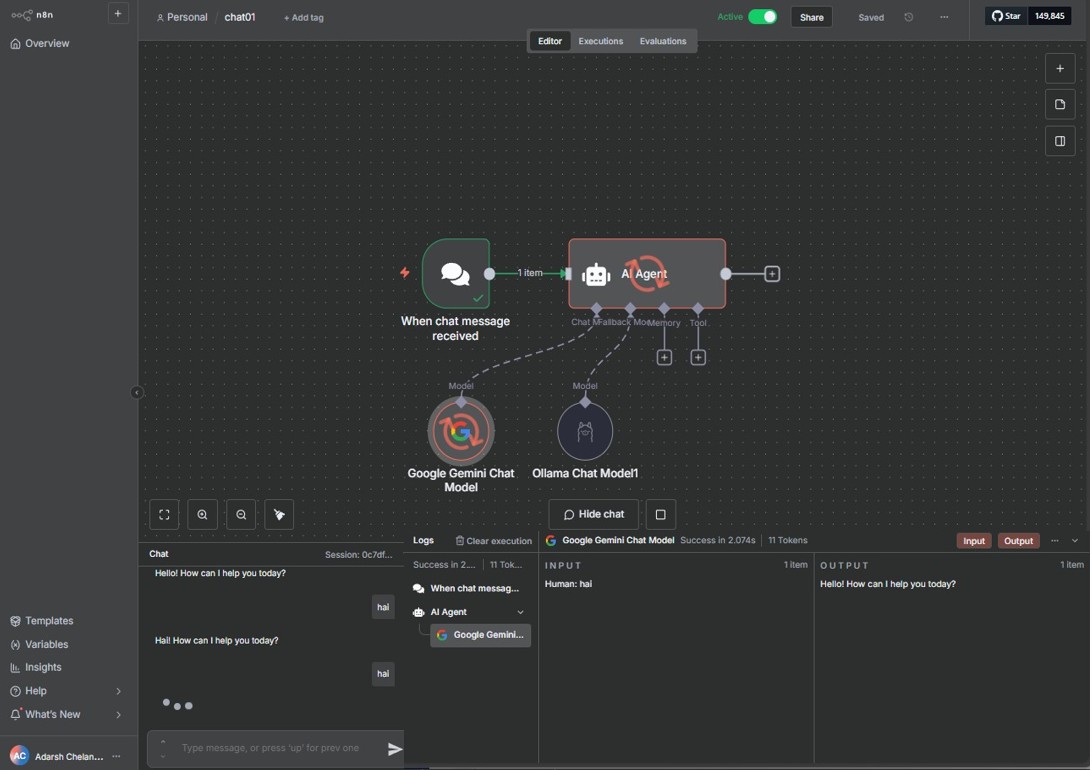 n8n
Personal / chat01 + Add tag
Active
Share
Saved
Star 149,845
Overview
Editor Executions Evaluations
1 item
AI Agent
When chat message
received
Chat M
Fallback Mod
Memory
Tool
Model
Model
Google Gemini Chat
Model
Ollama Chat Model1
Hide chat
Chat
Session: 0c7df...
Hello! How can I help you today?
hai
Hai! How can I help you today?
hai
Type message, or press 'up' for prev one
Logs
Clear execution
Success in 2.... 11 Tok...
When chat messag...
AI Agent
Google Gemini...
Google Gemini Chat Model Success in 2.074s 11 Tokens
Input Output
INPUT 1 item
Human: hai
OUTPUT 1 item
Hello! How can I help you today?
Templates
Variables
Insights
Help
What's New
AC Adarsh Chelan...